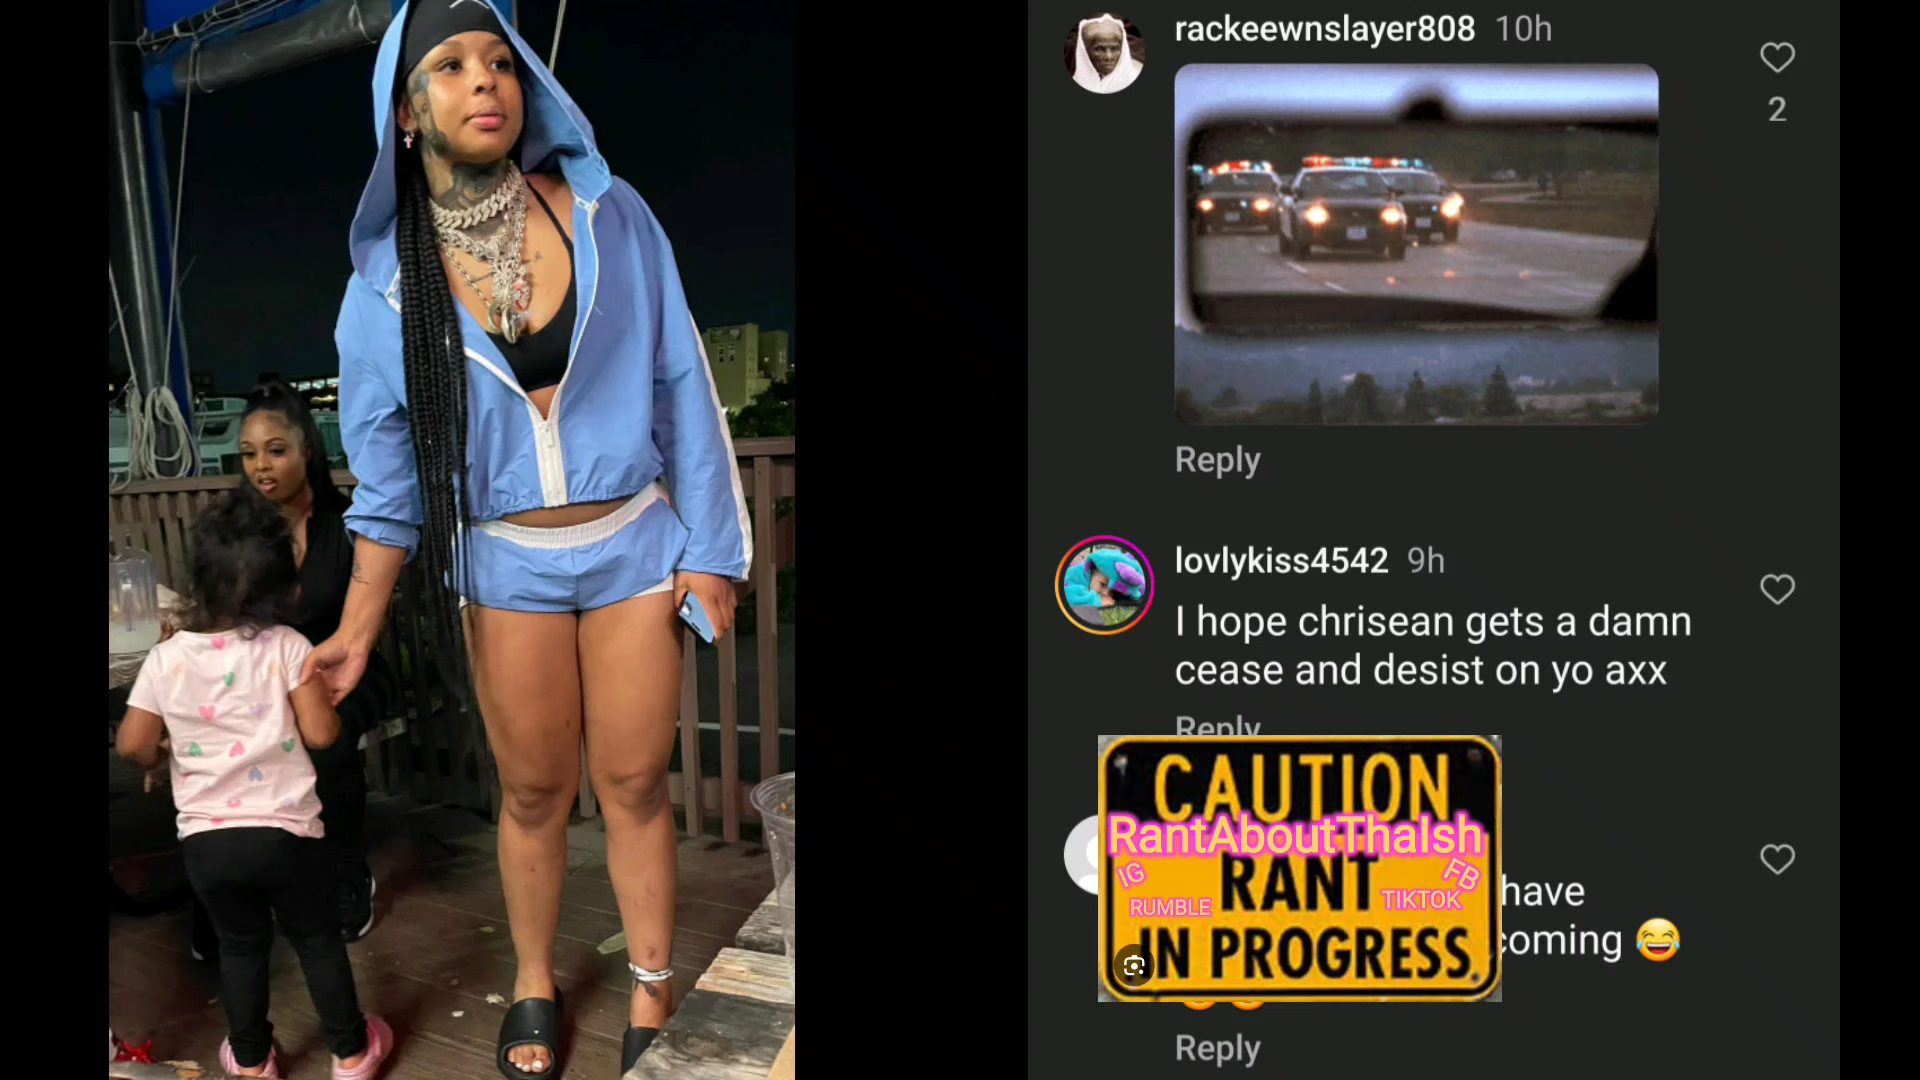 rackeewnslayer808 10h
2
Reply
lovlykiss4542 9h
I hope chrisean gets a damn
cease and desist on yo axx
Reply
CAUTION
RantAboutThaIsh
IG
FB
RANT
RUMBLE
TIKTOK
IN PROGRESS
have
coming 😂
Reply